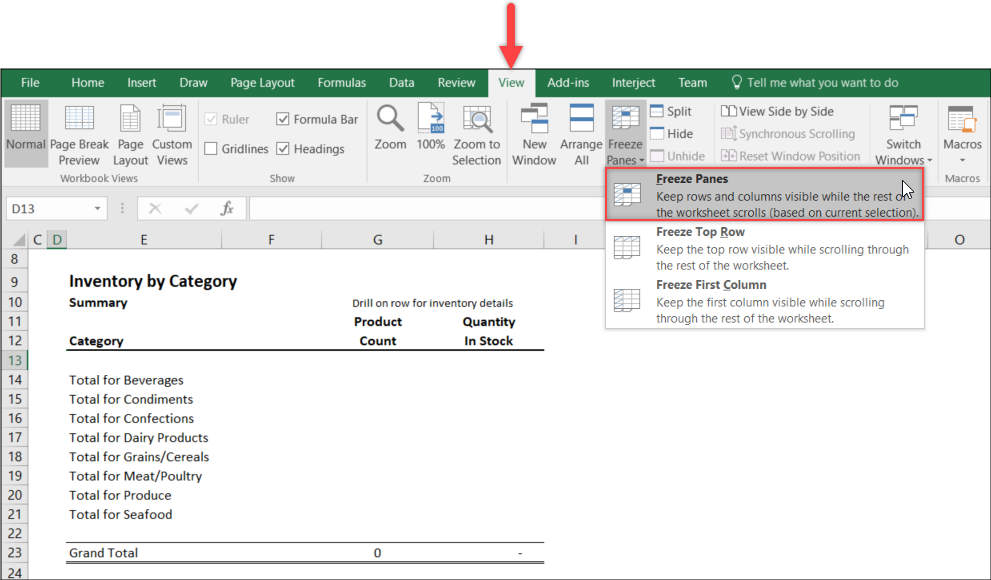 File Home Insert Draw Page Layout Formulas Data Review View Add-ins Interject Team Tell me what you want to do
Normal Page Break Preview Page Layout Custom Views
Workbook Views
Ruler Formula Bar
Gridlines Headings
Show
Zoom 100% Zoom to Selection
Zoom
New Window Arrange All Freeze Panes
Split
Hide
Unhide
View Side by Side
Synchronous Scrolling
Reset Window Position
Switch Windows
Macros
Macros
Freeze Panes
Keep rows and columns visible while the rest of
the worksheet scrolls (based on current selection).
Freeze Top Row
Keep the top row visible while scrolling through
the rest of the worksheet.
Freeze First Column
Keep the first column visible while scrolling
through the rest of the worksheet.
D13 fx
C D E F G H I O
8
9 Inventory by Category
10 Summary Drill on row for inventory details
11 Product Quantity
12 Category Count In Stock
13
14 Total for Beverages
15 Total for Condiments
16 Total for Confections
17 Total for Dairy Products
18 Total for Grains/Cereals
19 Total for Meat/Poultry
20 Total for Produce
21 Total for Seafood
22
23 Grand Total 0 -
24